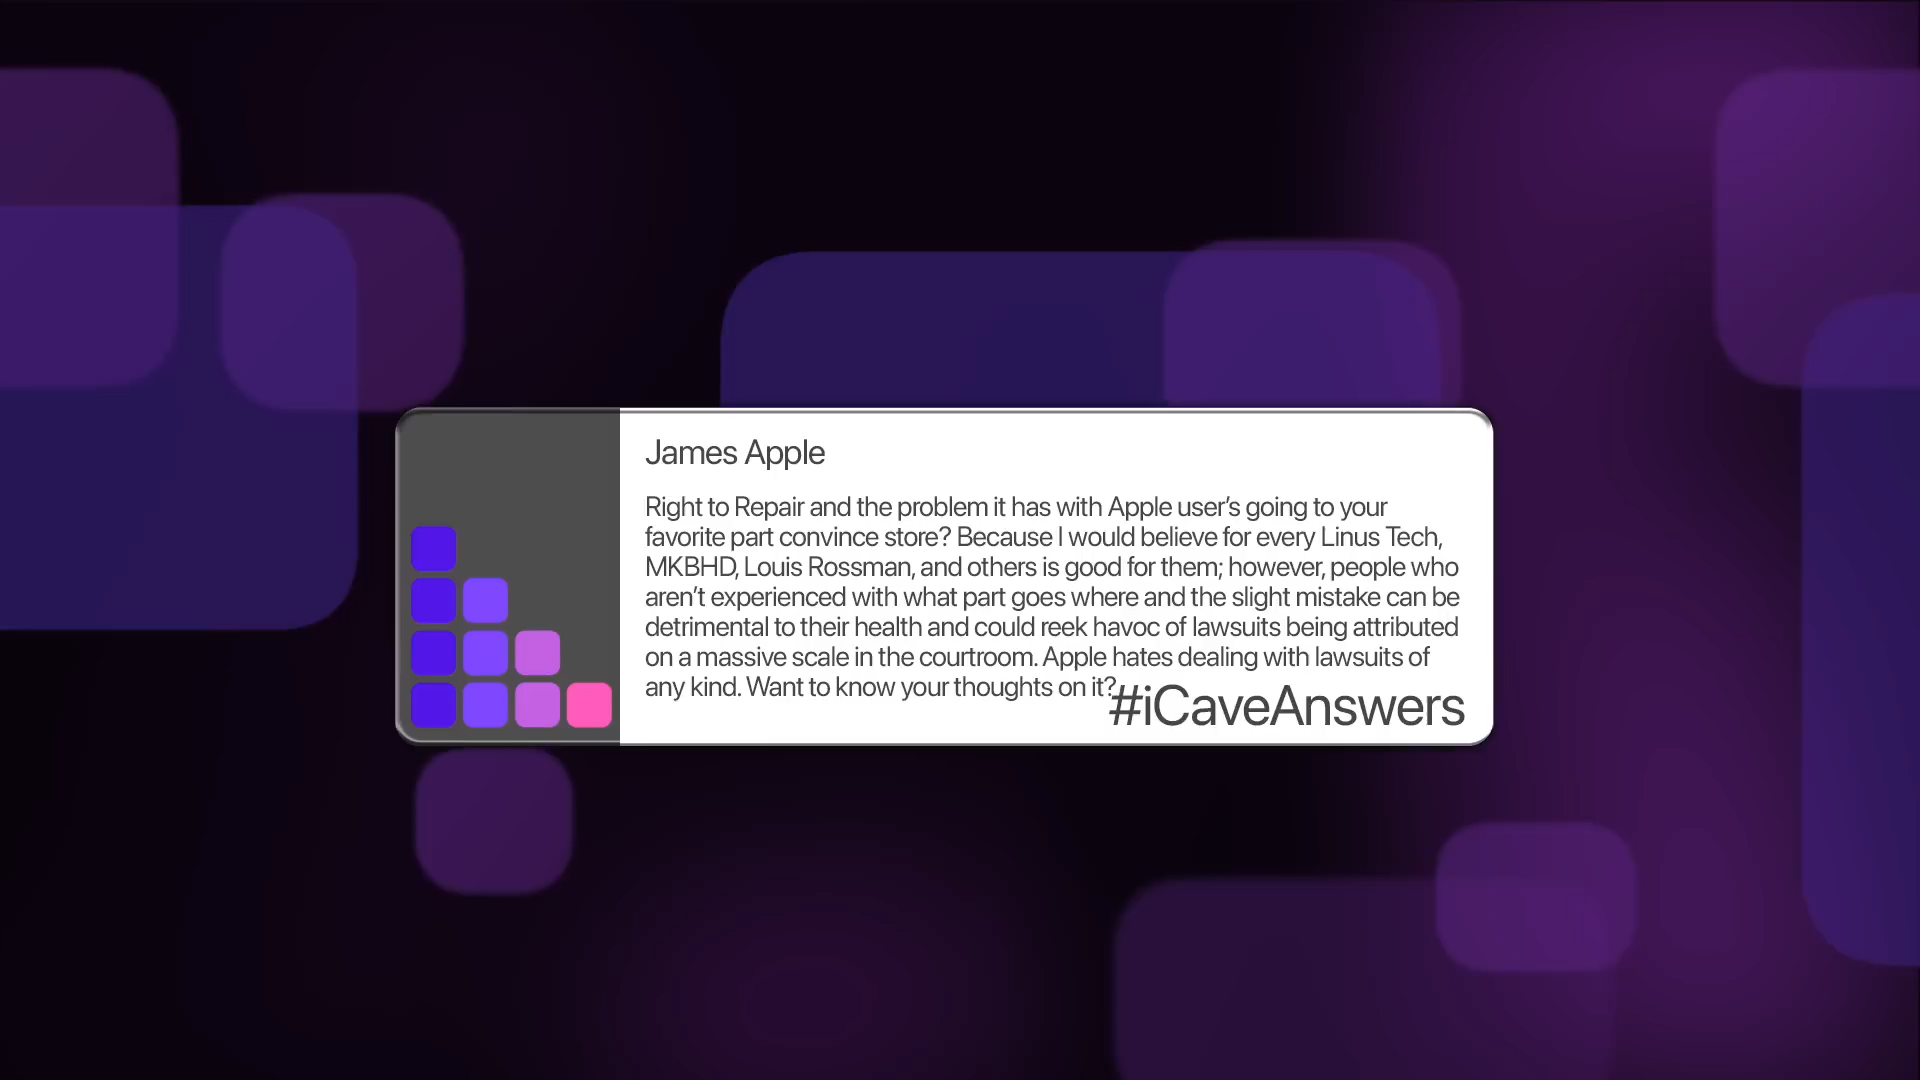 James Apple
Right to Repair and the problem it has with Apple user’s going to your
favorite part convince store? Because I would believe for every Linus Tech,
MKBHD, Louis Rossman, and others is good for them; however, people who
aren’t experienced with what part goes where and the slight mistake can be
detrimental to their health and could reek havoc of lawsuits being attributed
on a massive scale in the courtroom. Apple hates dealing with lawsuits of
any kind. Want to know your thoughts on it?
#iCaveAnswers